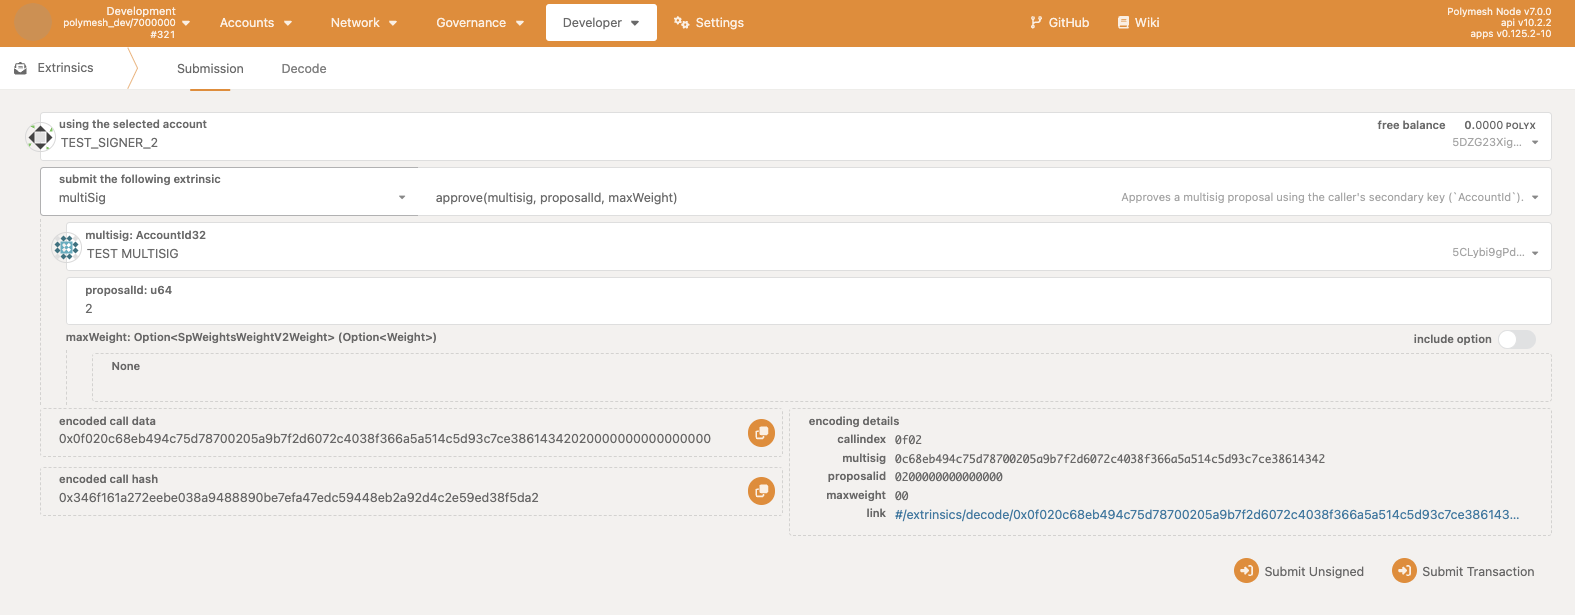 Development
polymesh_dev/7000000
#321
Accounts
Network
Governance
Developer
Settings
GitHub
Wiki
Polymesh Node v7.0.0
api v10.2.2
apps v0.125.2-10
Extrinsics
Submission
Decode
using the selected account
TEST_SIGNER_2
free balance 0.0000 POLYX
5DZG23Xig...
submit the following extrinsic
multiSig
approve(multisig, proposalId, maxWeight)
Approves a multisig proposal using the caller's secondary key (`AccountId`).
multisig: AccountId32
TEST MULTISIG
5CLybi9gPd...
proposalId: u64
2
maxWeight: Option<SpWeightsWeightV2Weight> (Option<Weight>)
include option
None
encoded call data
0x0f020c68eb494c75d78700205a9b7f2d6072c4038f366a5a514c5d93c7ce38614342020000000000000000
encoded call hash
0x346f161a272eebe038a9488890be7efa47edc59448eb2a92d4c2e59ed38f5da2
encoding details
callindex 0f02
multisig 0c68eb494c75d78700205a9b7f2d6072c4038f366a5a514c5d93c7ce38614342
proposalid 0200000000000000
maxweight 00
link #/extrinsics/decode/0x0f020c68eb494c75d78700205a9b7f2d6072c4038f366a5a514c5d93c7ce386143...
Submit Unsigned
Submit Transaction